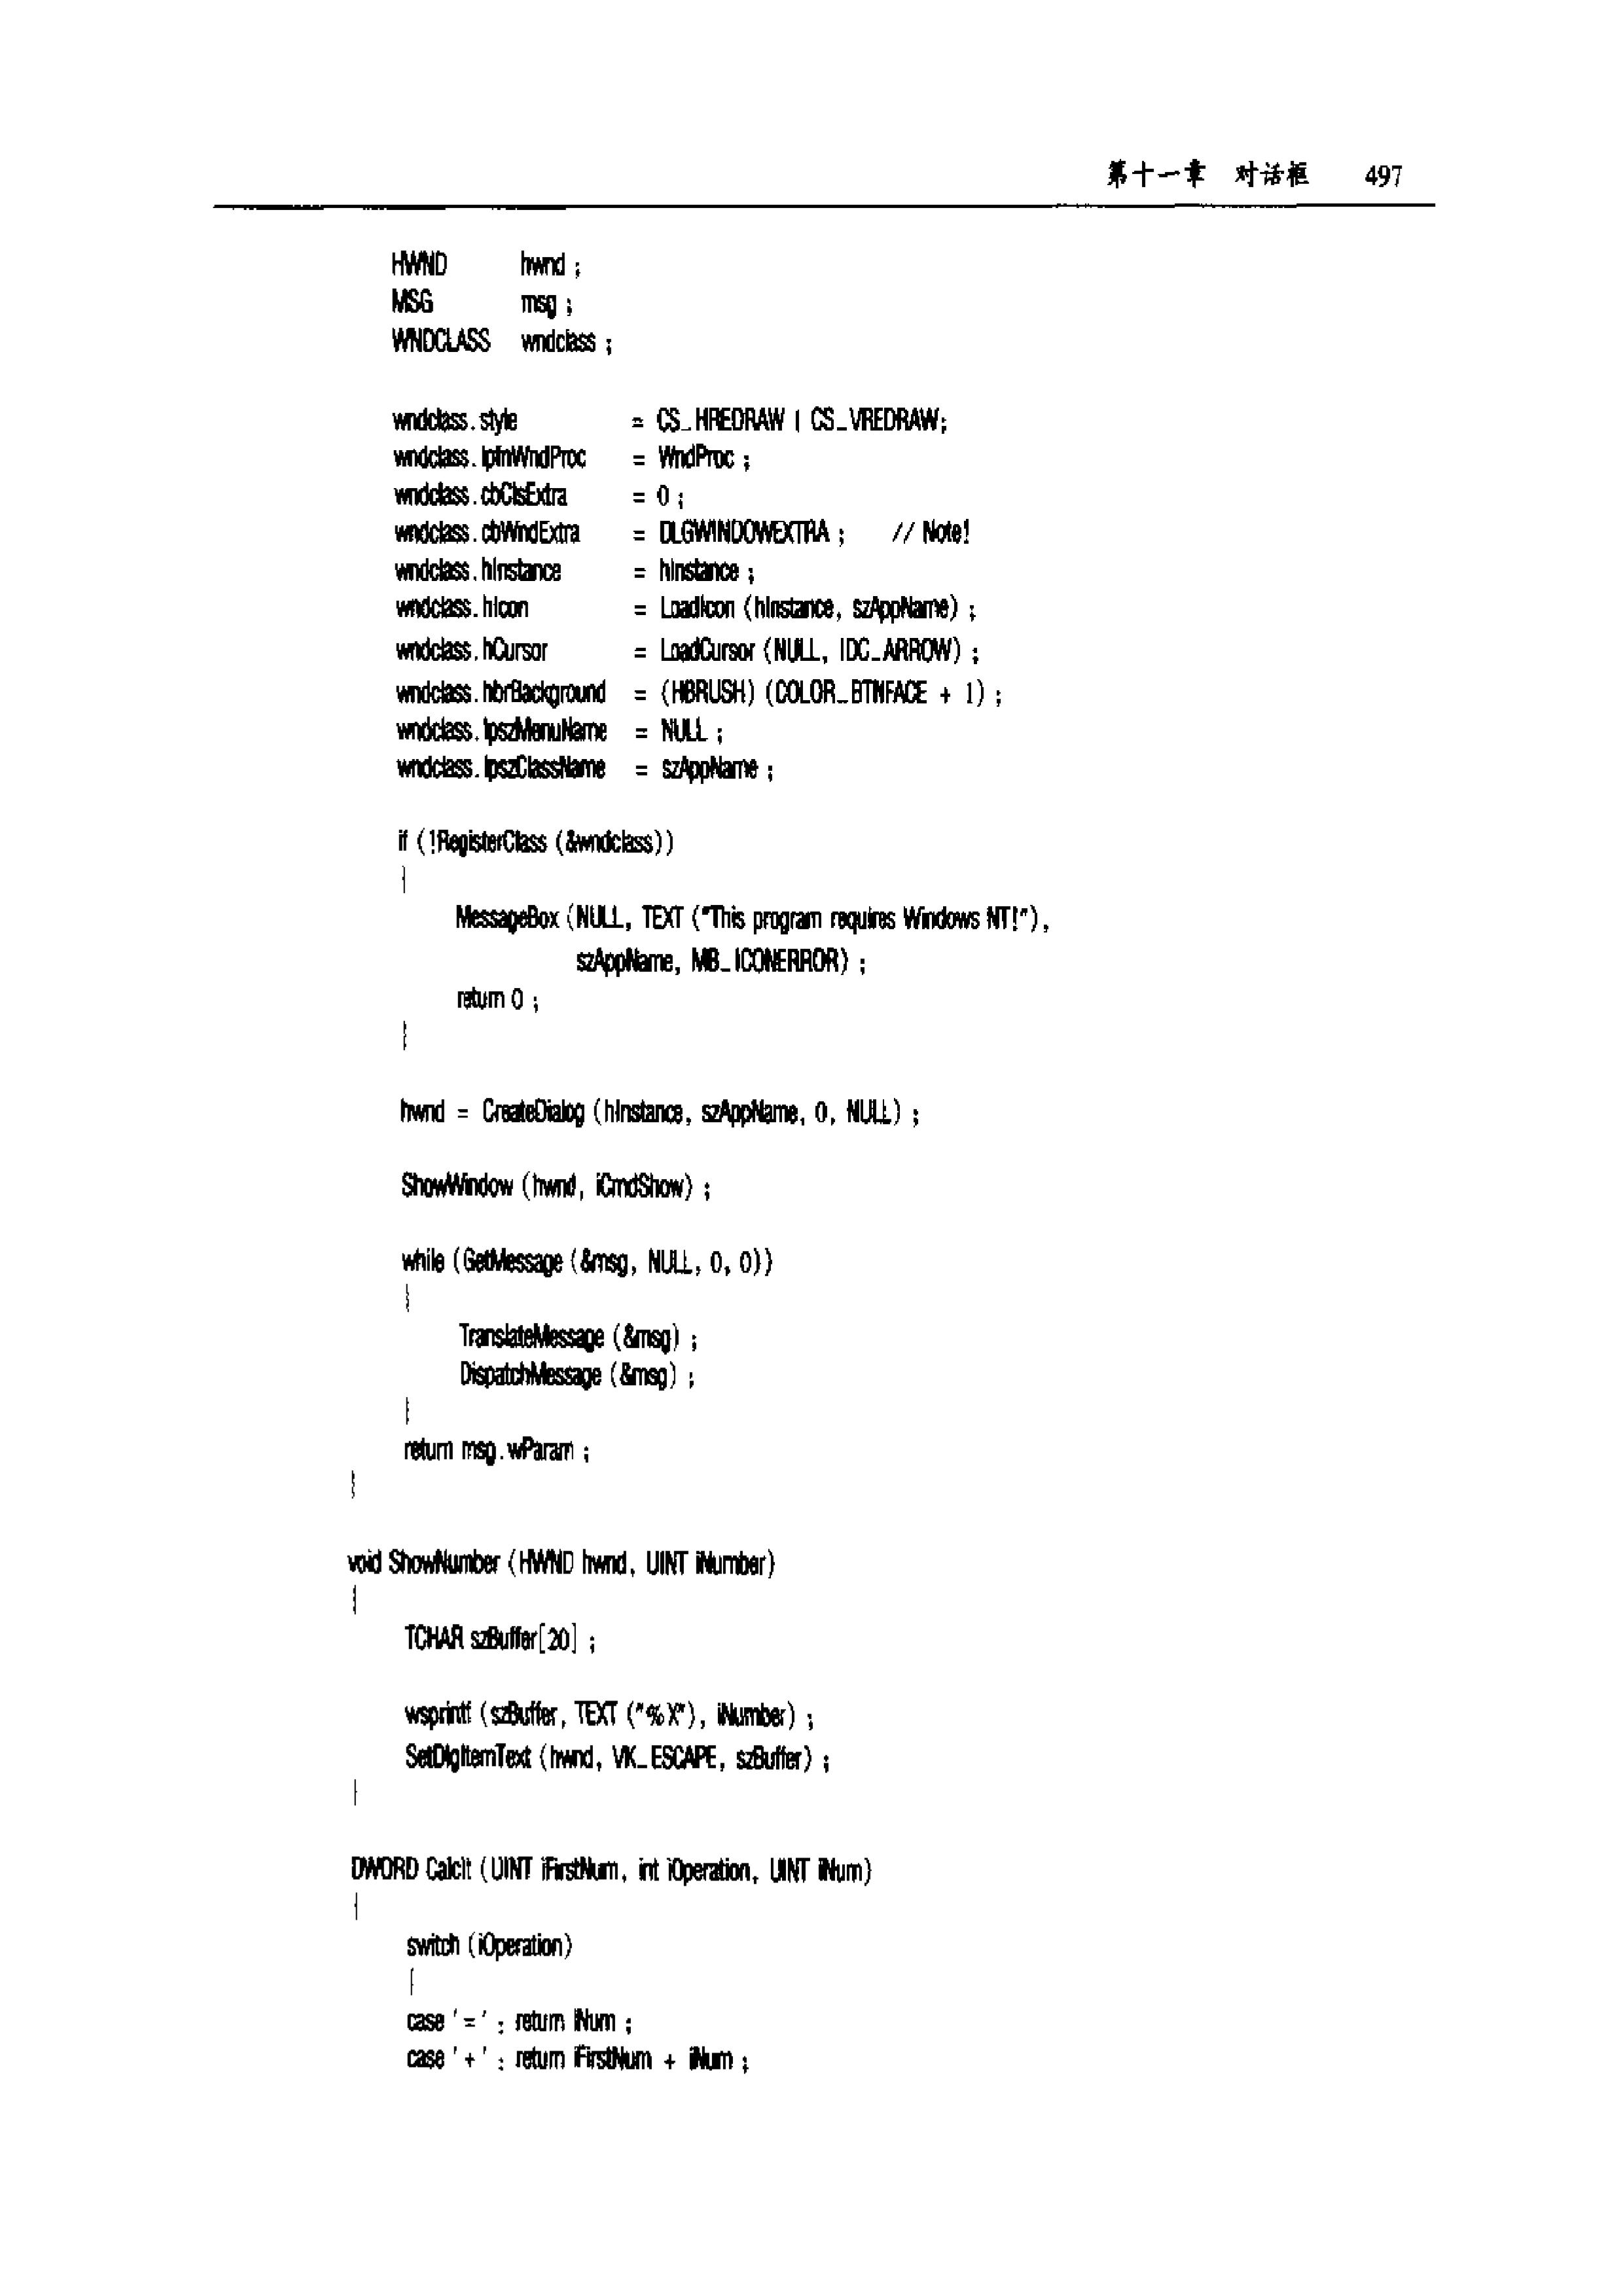 第十一章 对话框 497
HWND hwnd ;
MSG msg ;
WNDCLASS wndclass ;
wndclass.style = CS_HREDRAW | CS_VREDRAW;
wndclass.lpfnWndProc = WndProc ;
wndclass.cbClsExtra = 0 ;
wndclass.cbWndExtra = DLGWINDOWEXTRA ; // Note!
wndclass.hInstance = hInstance ;
wndclass.hIcon = LoadIcon (hInstance, szAppName) ;
wndclass.hCursor = LoadCursor (NULL, IDC_ARROW) ;
wndclass.hbrBackground = (HBRUSH) (COLOR_BTNFACE + 1) ;
wndclass.lpszMenuName = NULL ;
wndclass.lpszClassName = szAppName ;
if (!RegisterClass (&wndclass))
{
MessageBox (NULL, TEXT ("This program requires Windows NT!"),
szAppName, MB_ICONERROR) ;
return 0 ;
}
hwnd = CreateDialog (hInstance, szAppName, 0, NULL) ;
ShowWindow (hwnd, iCmdShow) ;
while (GetMessage (&msg, NULL, 0, 0))
{
TranslateMessage (&msg) ;
DispatchMessage (&msg) ;
}
return msg.wParam ;
}
void ShowNumber (HWND hwnd, UINT iNumber)
{
TCHAR szBuffer[20] ;
wsprintf (szBuffer, TEXT ("%X"), iNumber) ;
SetDlgItemText (hwnd, VK_ESCAPE, szBuffer) ;
}
DWORD CalcIt (UINT iFirstNum, int iOperation, UINT iNum)
{
switch (iOperation)
{
case '=' : return iNum ;
case '+' : return iFirstNum + iNum ;